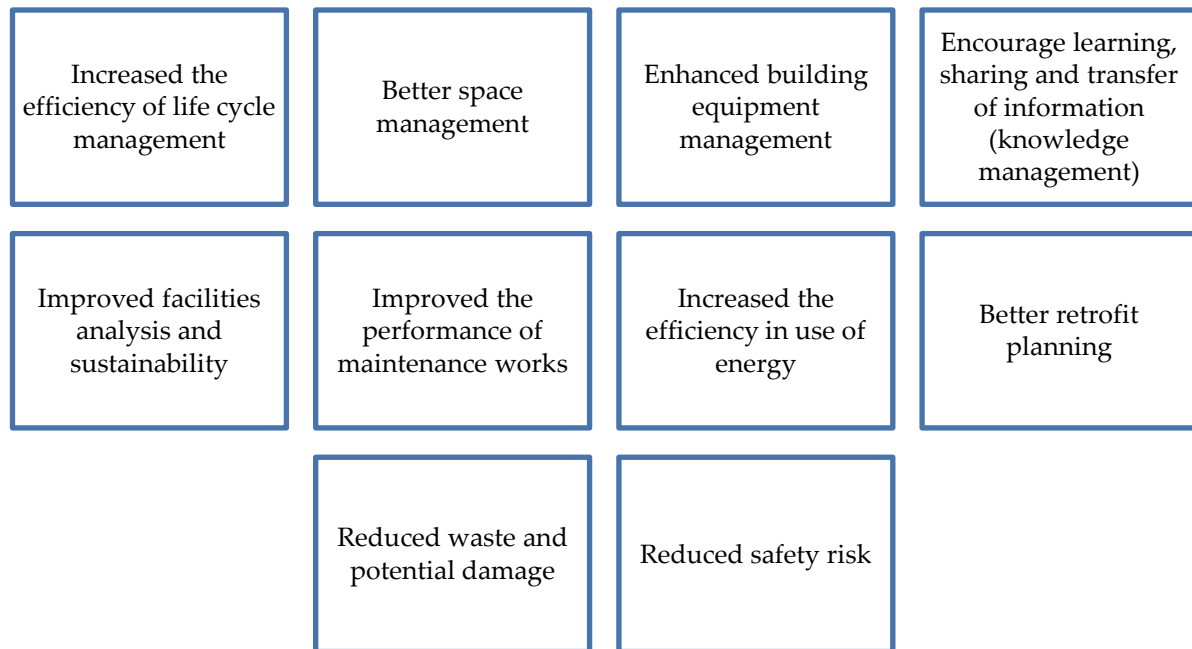 Increased the
efficiency of life cycle
management
Better space
management
Enhanced building
equipment
management
Encourage learning,
sharing and transfer
of information
(knowledge
management)
Improved facilities
analysis and
sustainability
Improved the
performance of
maintenance works
Increased the
efficiency in use of
energy
Better retrofit
planning
Reduced waste and
potential damage
Reduced safety risk